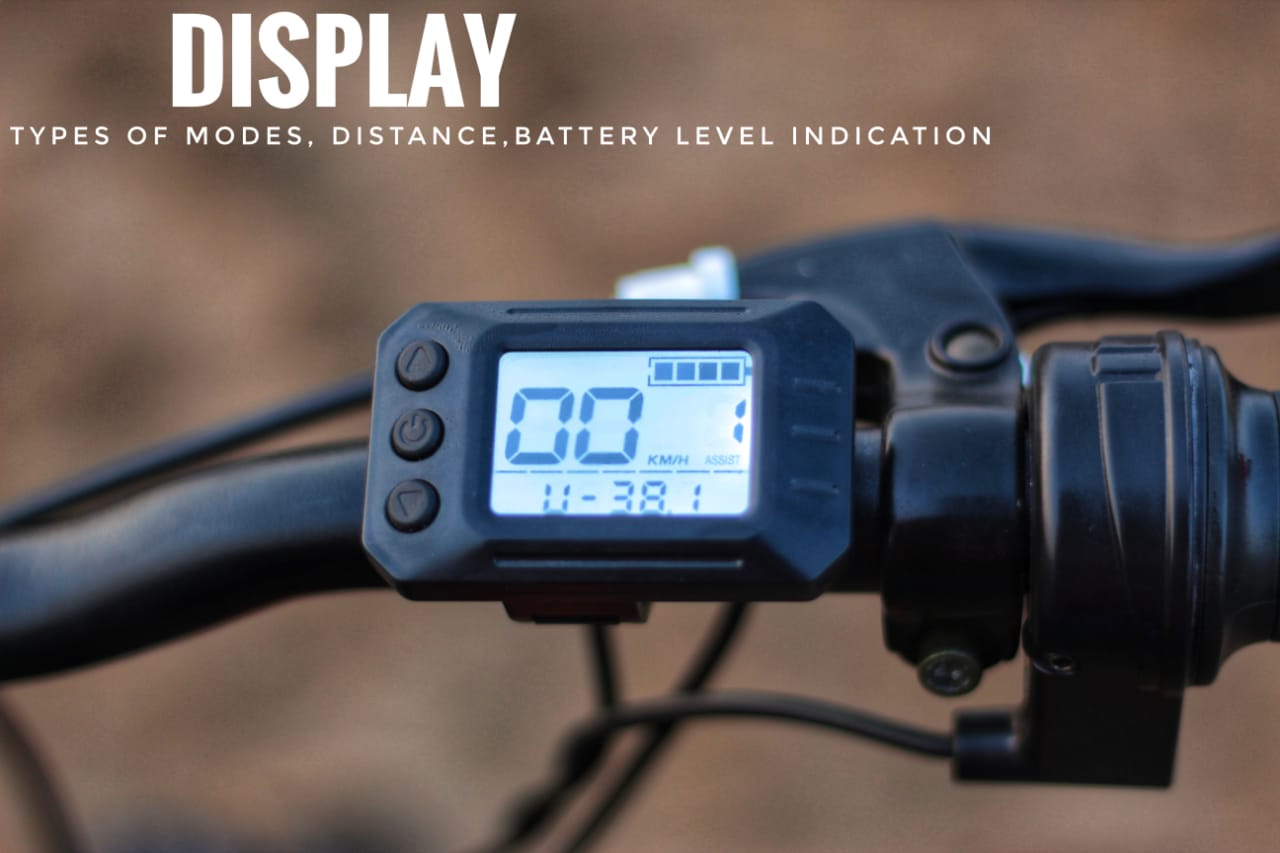 DISPLAY
TYPES OF MODES, DISTANCE,BATTERY LEVEL INDICATION
00 1
KM/H ASSIST
U-38.1